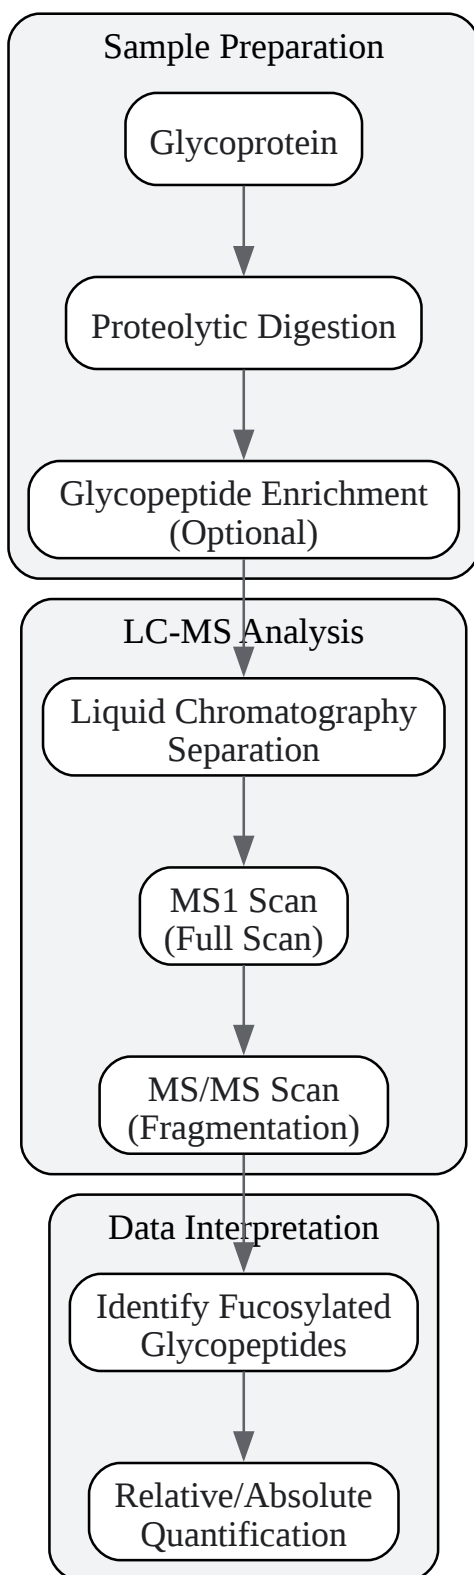 Sample Preparation
Glycoprotein
Proteolytic Digestion
Glycopeptide Enrichment
(Optional)
LC-MS Analysis
Liquid Chromatography
Separation
MS1 Scan
(Full Scan)
MS/MS Scan
(Fragmentation)
Data Interpretation
Identify Fucosylated
Glycopeptides
Relative/Absolute
Quantification